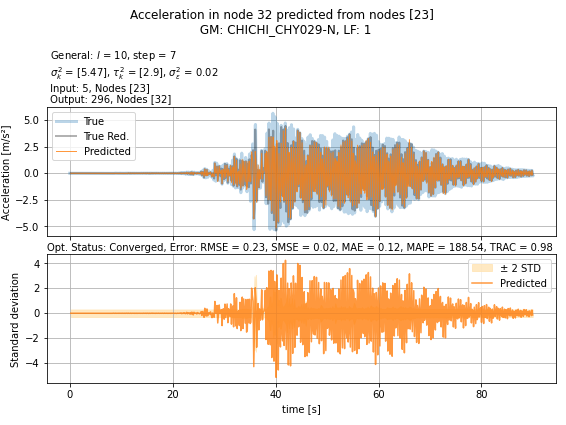 Acceleration in node 32 predicted from nodes [23]
GM: CHICHI_CHY029-N, LF: 1
General: l = 10, step = 7
σ²ₖ = [5.47], τ²ₖ = [2.9], σ²ε = 0.02
Input: 5, Nodes [23]
Output: 296, Nodes [32]
True
True Red.
Predicted
Acceleration [m/s²]
5.0
2.5
0.0
−2.5
−5.0
Opt. Status: Converged, Error: RMSE = 0.23, SMSE = 0.02, MAE = 0.12, MAPE = 188.54, TRAC = 0.98
± 2 STD
Predicted
Standard deviation
4
2
0
−2
−4
0 20 40 60 80
time [s]